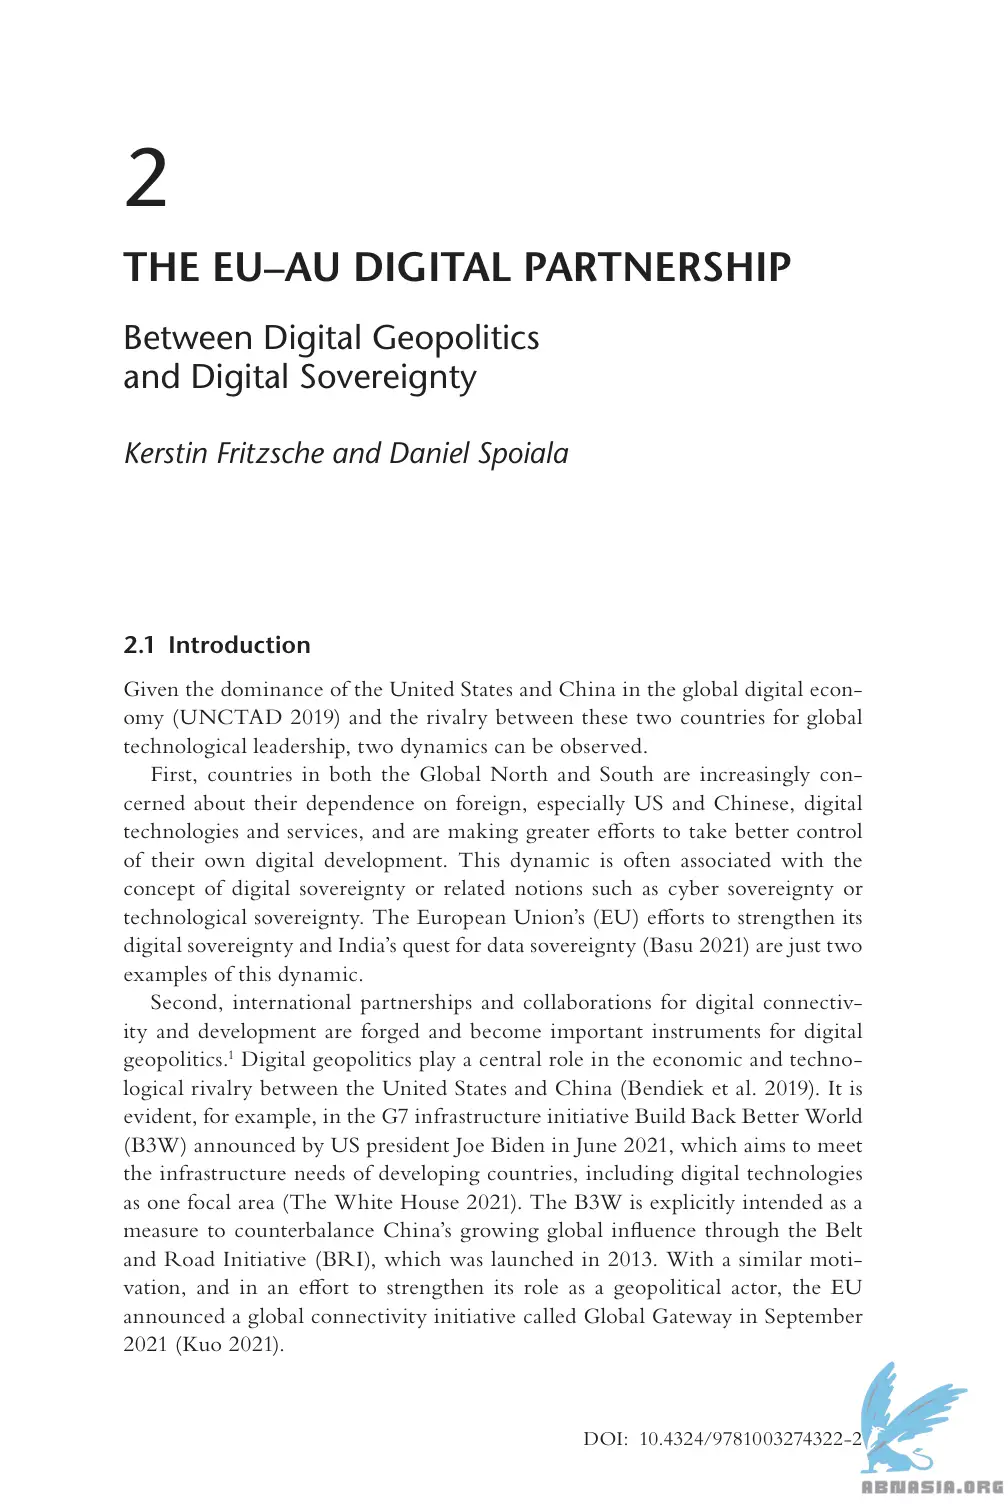 2
THE EU–AU DIGITAL PARTNERSHIP
Between Digital Geopolitics
and Digital Sovereignty
Kerstin Fritzsche and Daniel Spoiala
2.1 Introduction
Given the dominance of the United States and China in the global digital econ-
omy (UNCTAD 2019) and the rivalry between these two countries for global
technological leadership, two dynamics can be observed.
First, countries in both the Global North and South are increasingly con-
cerned about their dependence on foreign, especially US and Chinese, digital
technologies and services, and are making greater efforts to take better control
of their own digital development. This dynamic is often associated with the
concept of digital sovereignty or related notions such as cyber sovereignty or
technological sovereignty. The European Union's (EU) efforts to strengthen its
digital sovereignty and India's quest for data sovereignty (Basu 2021) are just two
examples of this dynamic.
Second, international partnerships and collaborations for digital connectiv-
ity and development are forged and become important instruments for digital
geopolitics.1 Digital geopolitics play a central role in the economic and techno-
logical rivalry between the United States and China (Bendiek et al. 2019). It is
evident, for example, in the G7 infrastructure initiative Build Back Better World
(B3W) announced by US president Joe Biden in June 2021, which aims to meet
the infrastructure needs of developing countries, including digital technologies
as one focal area (The White House 2021). The B3W is explicitly intended as a
measure to counterbalance China's growing global influence through the Belt
and Road Initiative (BRI), which was launched in 2013. With a similar moti-
vation, and in an effort to strengthen its role as a geopolitical actor, the EU
announced a global connectivity initiative called Global Gateway in September
2021 (Kuo 2021).
DOI: 10.4324/9781003274322-2
ABNASIA.ORG